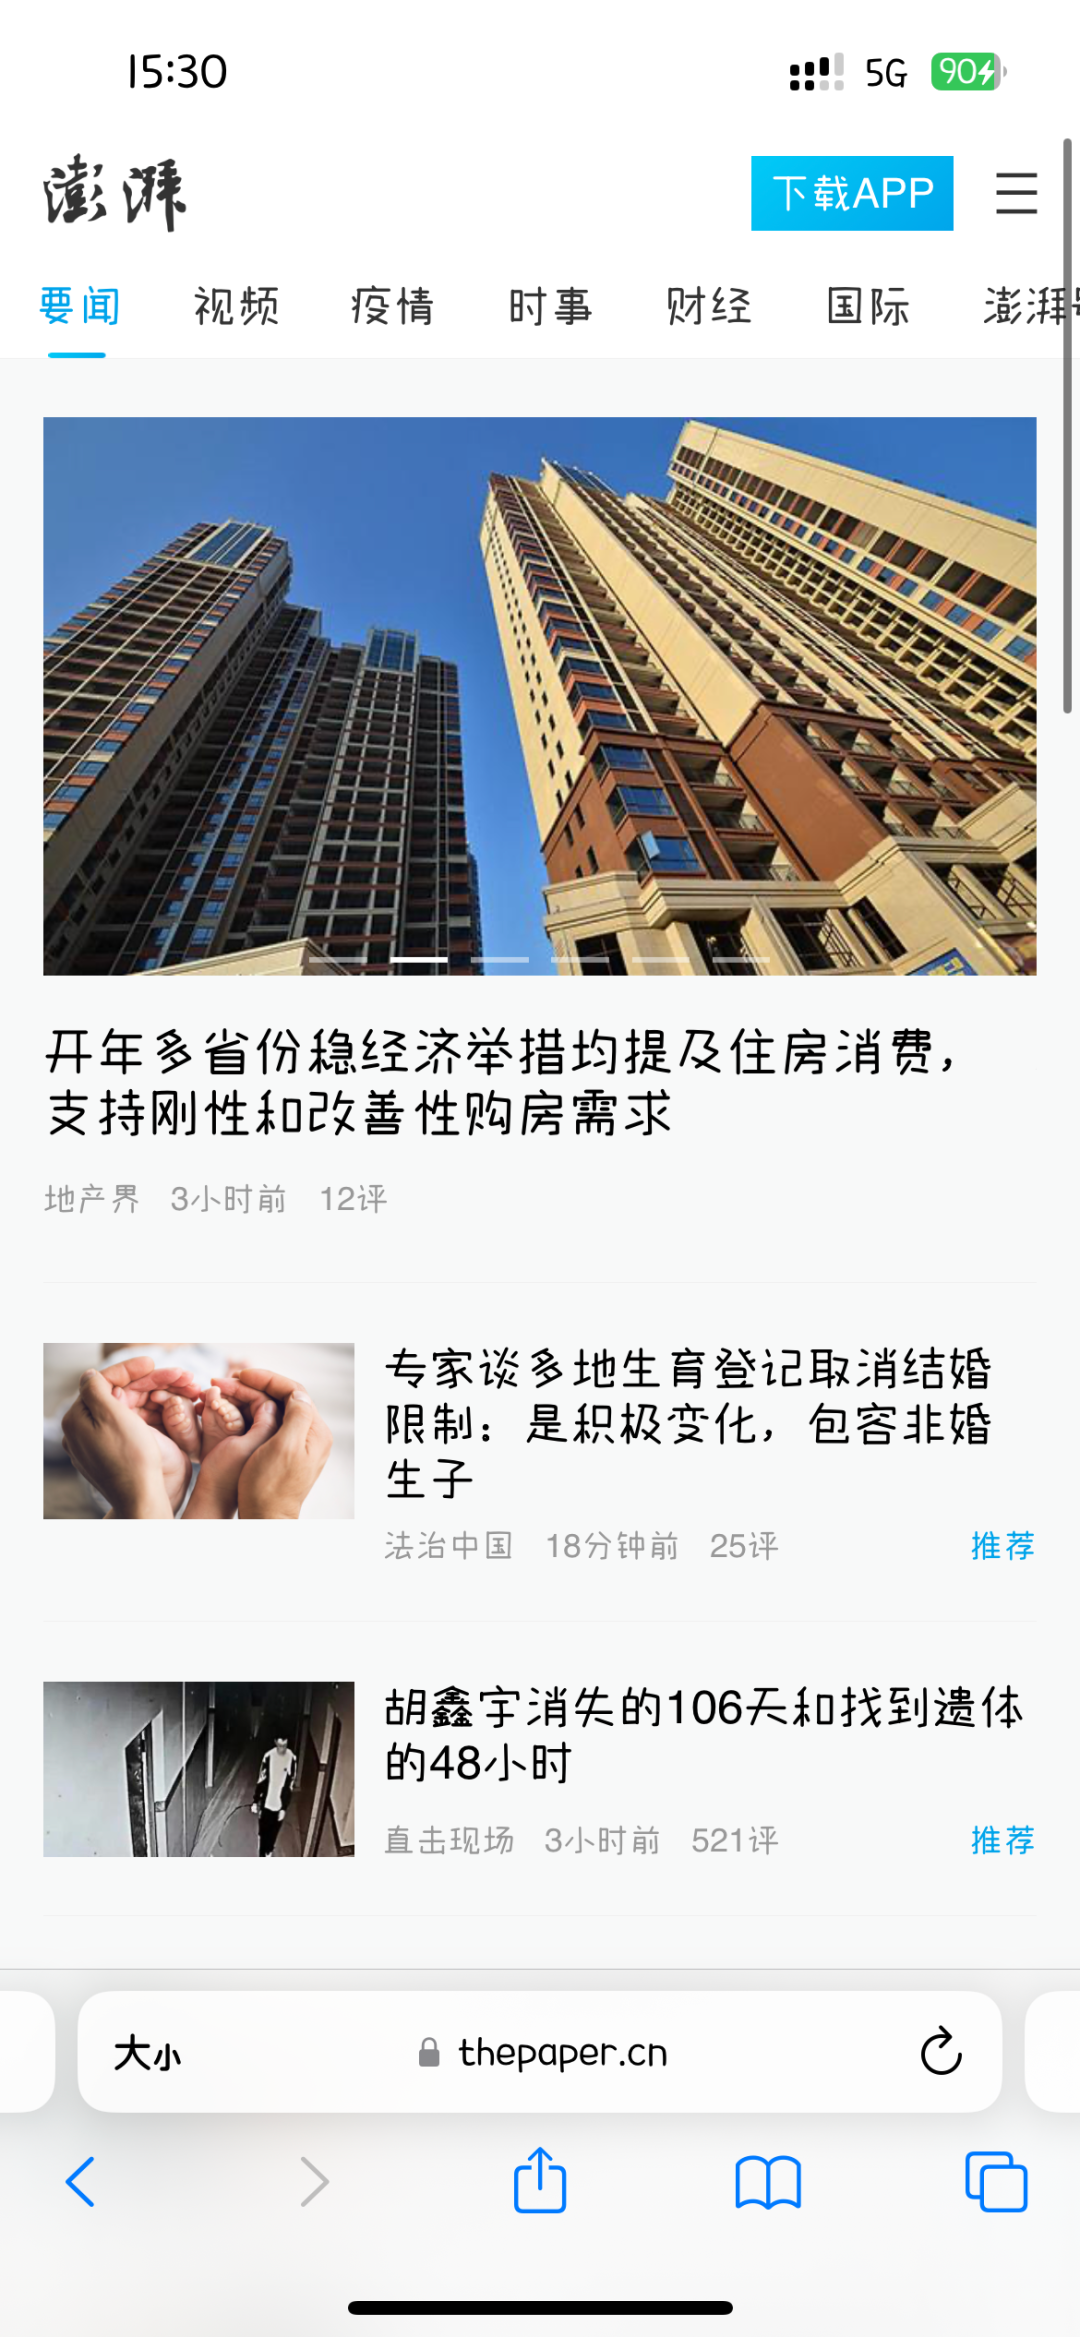 15:30
5G 90
澎湃
下载APP
要闻 视频 疫情 时事 财经 国际 澎湃号
开年多省份稳经济举措均提及住房消费，
支持刚性和改善性购房需求
地产界 3小时前 12评
专家谈多地生育登记取消结婚
限制：是积极变化，包容非婚
生子
法治中国 18分钟前 25评 推荐
胡鑫宇消失的106天和找到遗体
的48小时
直击现场 3小时前 521评 推荐
大小 thepaper.cn